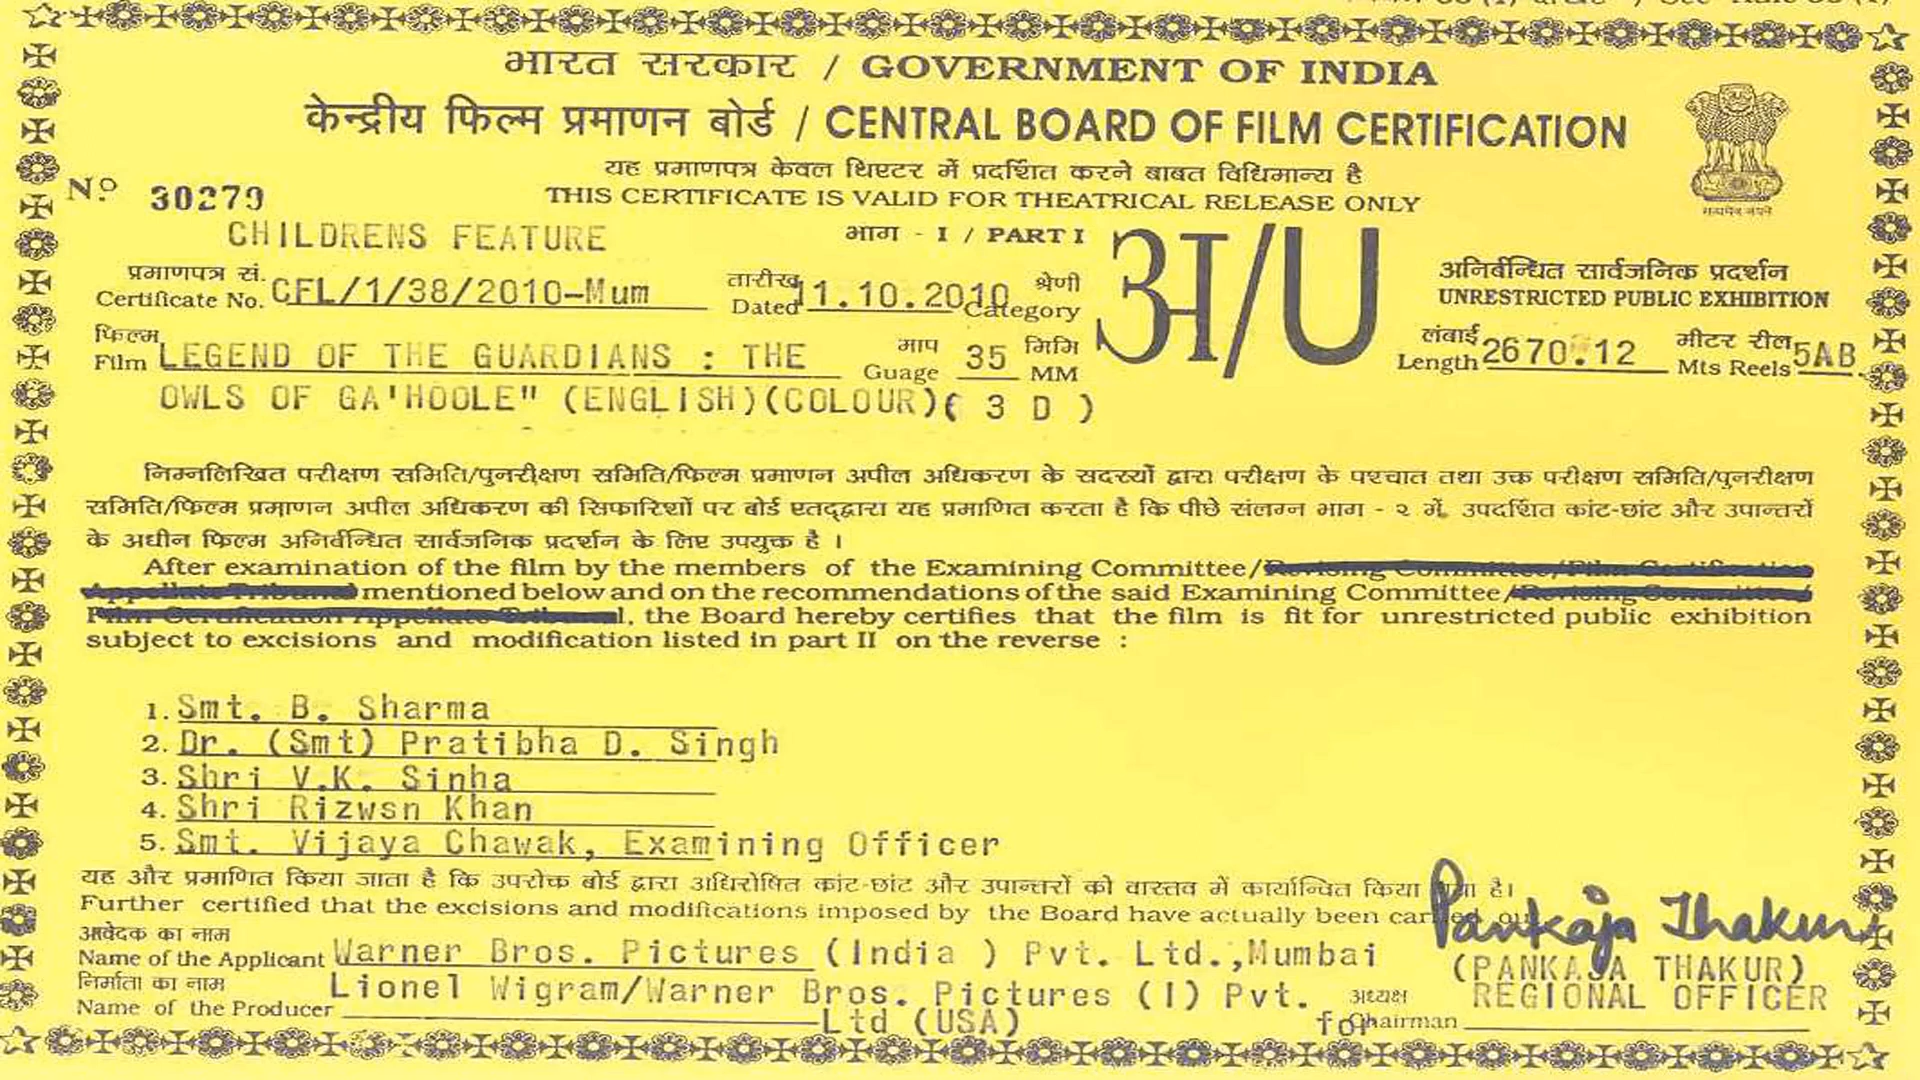 भारत सरकार / GOVERNMENT OF INDIA
केन्द्रीय फिल्म प्रमाणन बोर्ड / CENTRAL BOARD OF FILM CERTIFICATION
यह प्रमाणपत्र केवल थिएटर में प्रदर्शित करने बाबत विधिमान्य है
Nº 30279 THIS CERTIFICATE IS VALID FOR THEATRICAL RELEASE ONLY
सत्यमेव जयते
CHILDRENS FEATURE भाग - I / PART I
अ/U
प्रमाणपत्र सं. तारीख श्रेणी अनिर्बन्धित सार्वजनिक प्रदर्शन
Certificate No. CFL/1/38/2010-Mum Dated 11.10.2010 Category UNRESTRICTED PUBLIC EXHIBITION
फिल्म माप मिमि लंबाई मीटर रील
Film LEGEND OF THE GUARDIANS : THE Guage 35 MM Length 2670.12 Mts Reels 5AB
OWLS OF GA'HOOLE" (ENGLISH)(COLOUR)( 3 D )
निम्नलिखित परीक्षण समिति/पुनरीक्षण समिति/फिल्म प्रमाणन अपील अधिकरण के सदस्यों द्वारा परीक्षण के पश्चात तथा उक्त परीक्षण समिति/पुनरीक्षण
समिति/फिल्म प्रमाणन अपील अधिकरण की सिफारिशों पर बोर्ड एतद्द्वारा यह प्रमाणित करता है कि पीछे संलग्न भाग - २ में उपदर्शित कांट-छांट और उपान्तरों
के अधीन फिल्म अनिर्बन्धित सार्वजनिक प्रदर्शन के लिए उपयुक्त है ।
After examination of the film by the members of the Examining Committee/
mentioned below and on the recommendations of the said Examining Committee/
, the Board hereby certifies that the film is fit for unrestricted public exhibition
subject to excisions and modification listed in part II on the reverse :
1. Smt. B. Sharma
2. Dr. (Smt) Pratibha D. Singh
3. Shri V.K. Sinha
4. Shri Rizwsn Khan
5. Smt. Vijaya Chawak, Examining Officer
यह और प्रमाणित किया जाता है कि उपरोक्त बोर्ड द्वारा अधिरोपित कांट-छांट और उपान्तरों को वास्तव में कार्यान्वित किया गया है।
Further certified that the excisions and modifications imposed by the Board have actually been carried out
Pankaja Thakur
आवेदक का नाम
Name of the Applicant Warner Bros. Pictures (India ) Pvt. Ltd.,Mumbai (PANKAJA THAKUR)
निर्माता का नाम Lionel Wigram/Warner Bros. Pictures (I) Pvt. अध्यक्ष REGIONAL OFFICER
Name of the Producer Ltd (USA) for Chairman